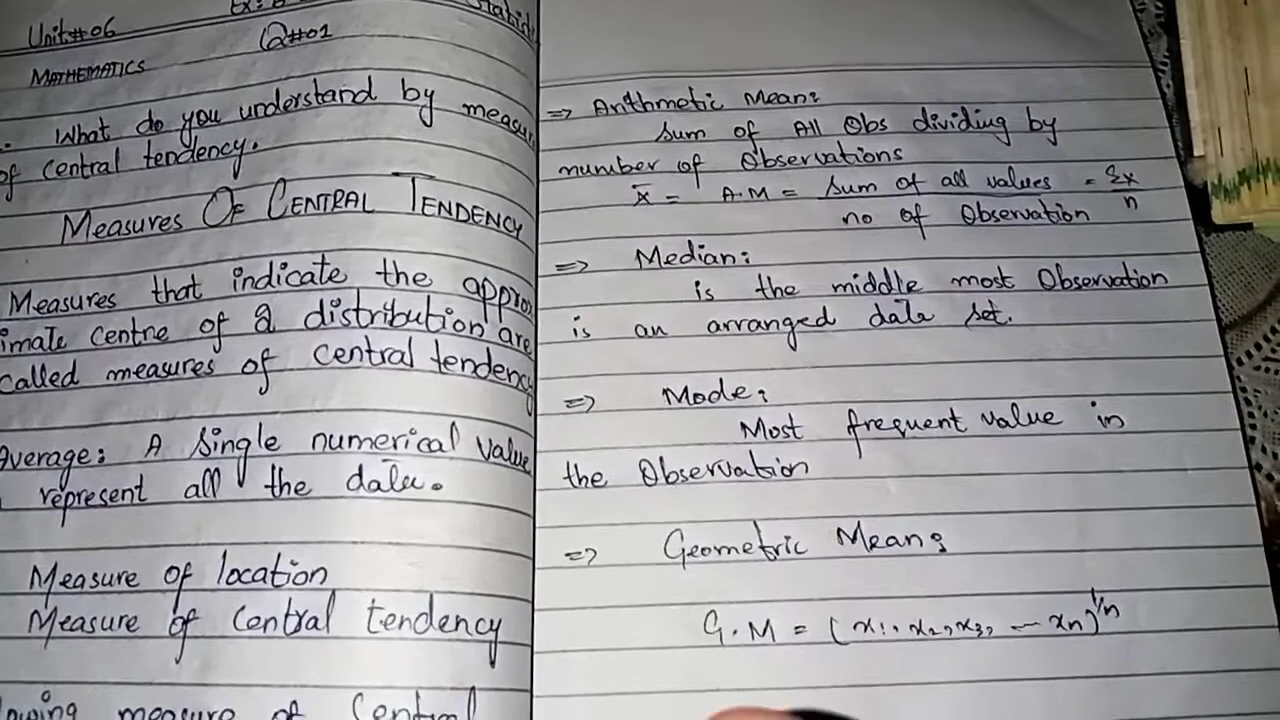 Unit#06
Q#01
MATHEMATICS
What do you understand by
of central tendency.
Measures OF CENTRAL TENDENCY
Measures that indicate the approx
imate centre of a distribution are
called measures of central tendency
Average: A single numerical value
represent all the data.
Measure of location
Measure of central tendency
measure of Central
=> Arithmetic Mean:
Sum of All Obs dividing by
number of Observations
x̄ = A.M = Sum of all values / no of Observation = Σx / n
=> Median:
is the middle most Observation
is an arranged data set.
=> Mode:
Most frequent value in
the Observation
=> Geometric Mean:
G.M = (x1, x2, x3, --- xn)^1/n